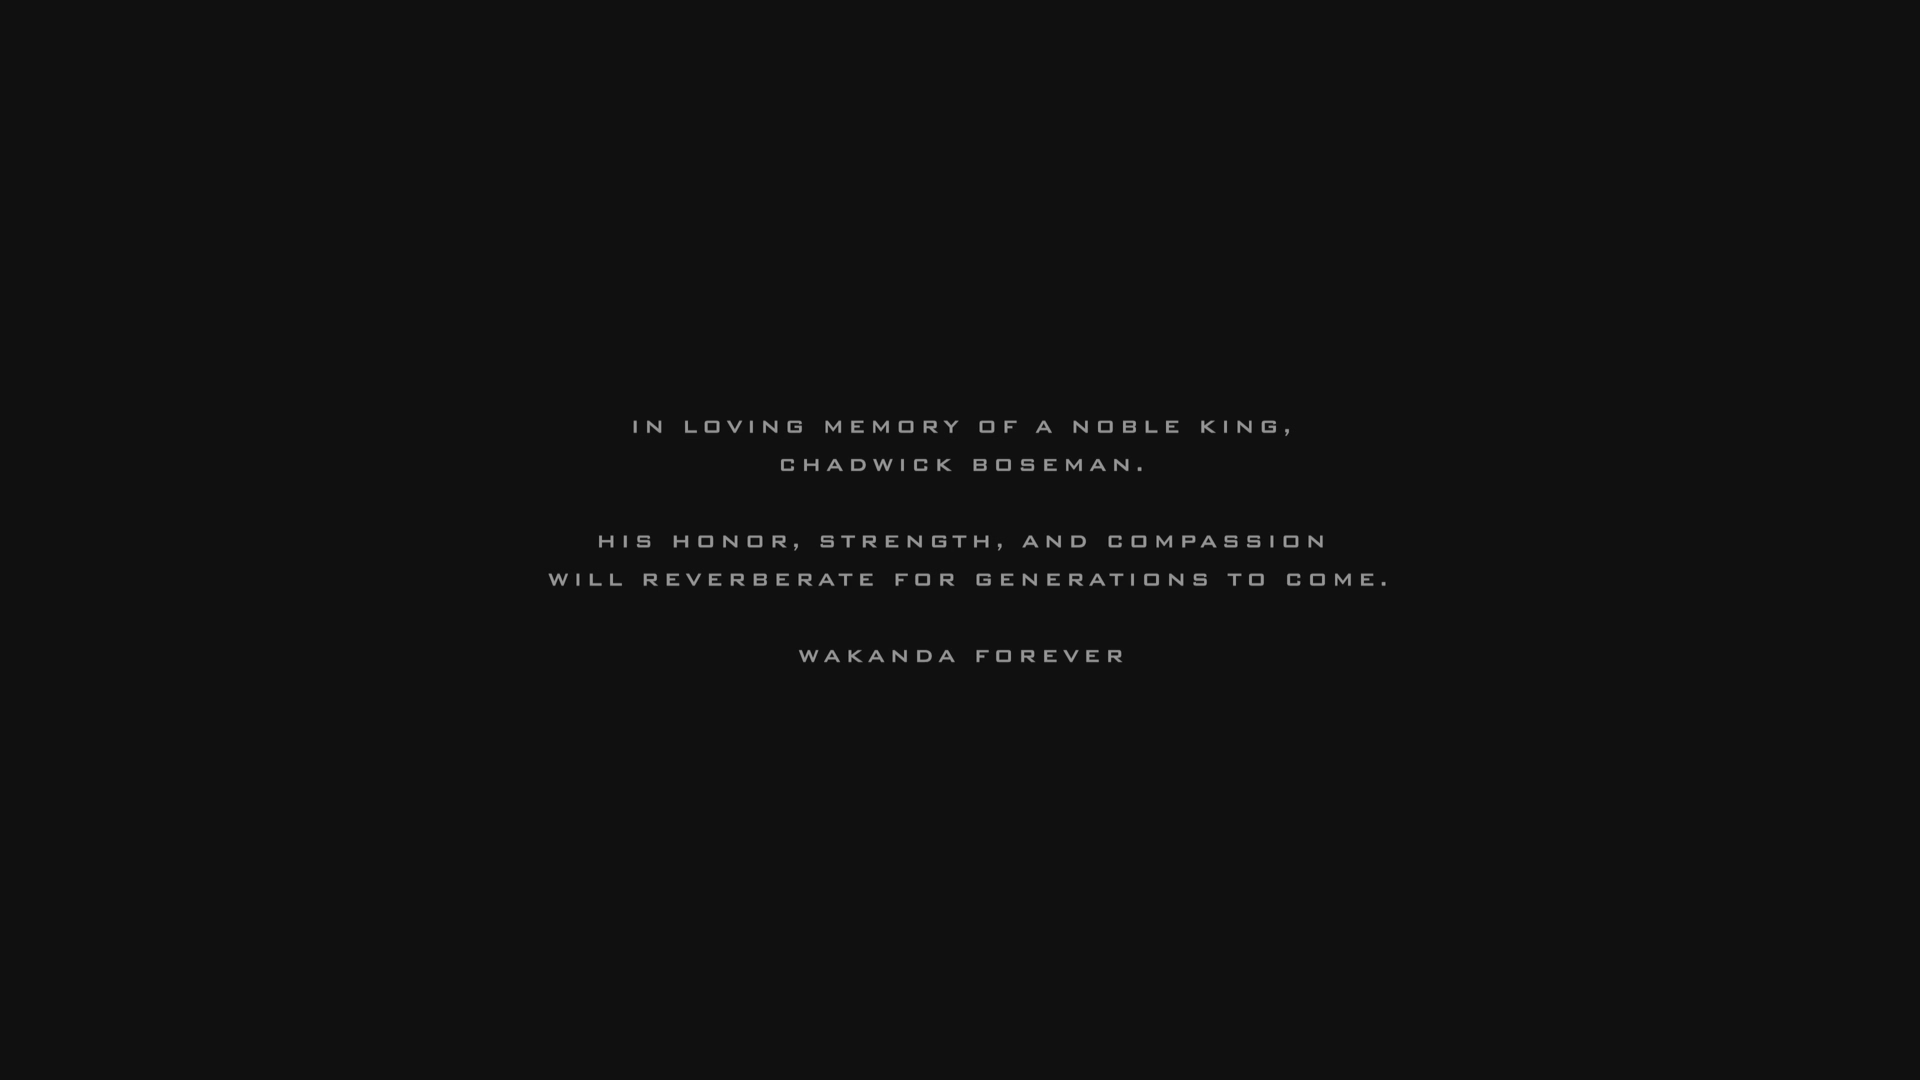 IN LOVING MEMORY OF A NOBLE KING,
CHADWICK BOSEMAN.
HIS HONOR, STRENGTH, AND COMPASSION
WILL REVERBERATE FOR GENERATIONS TO COME.
WAKANDA FOREVER